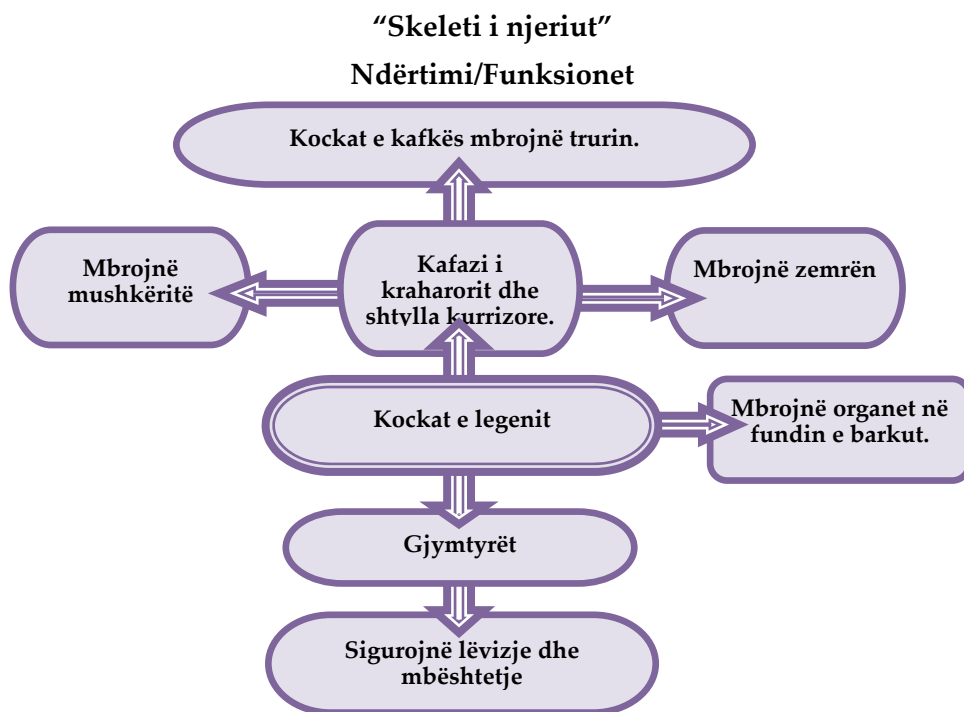 “Skeleti i njeriut”
Ndërtimi/Funksionet
Kockat e kafkës mbrojnë trurin.
Mbrojnë
mushkëritë
Kafazi i
kraharorit dhe
shtylla kurrizore.
Mbrojnë zemrën
Kockat e legenit
Mbrojnë organet në
fundin e barkut.
Gjymtyrët
Sigurojnë lëvizje dhe
mbështetje